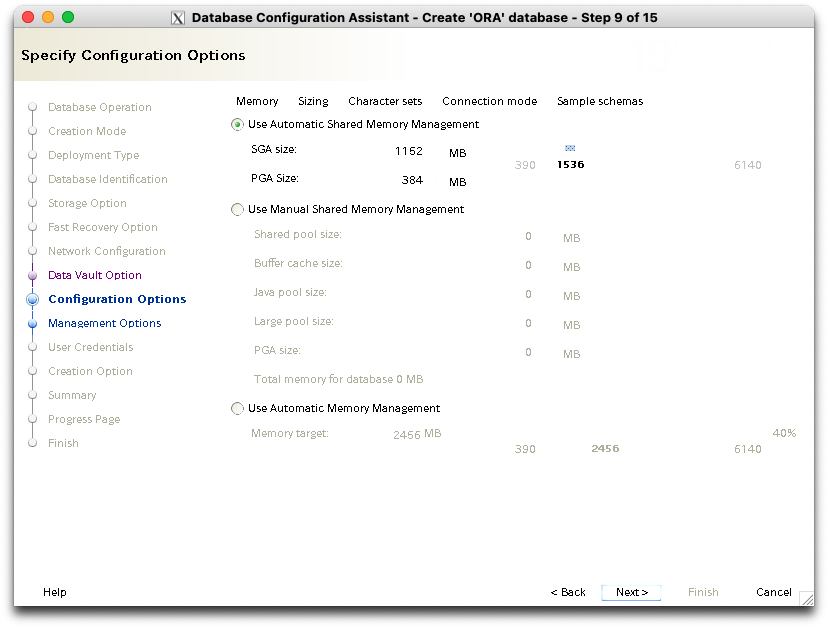 Database Configuration Assistant - Create 'ORA' database - Step 9 of 15
Specify Configuration Options
Database Operation
Creation Mode
Deployment Type
Database Identification
Storage Option
Fast Recovery Option
Network Configuration
Data Vault Option
Configuration Options
Management Options
User Credentials
Creation Option
Summary
Progress Page
Finish
Memory Sizing Character sets Connection mode Sample schemas
Use Automatic Shared Memory Management
SGA size: 1152 MB
PGA Size: 384 MB
390 1536 6140
Use Manual Shared Memory Management
Shared pool size: 0 MB
Buffer cache size: 0 MB
Java pool size: 0 MB
Large pool size: 0 MB
PGA size: 0 MB
Total memory for database 0 MB
Use Automatic Memory Management
Memory target: 2456 MB 40%
390 2456 6140
Help < Back Next > Finish Cancel